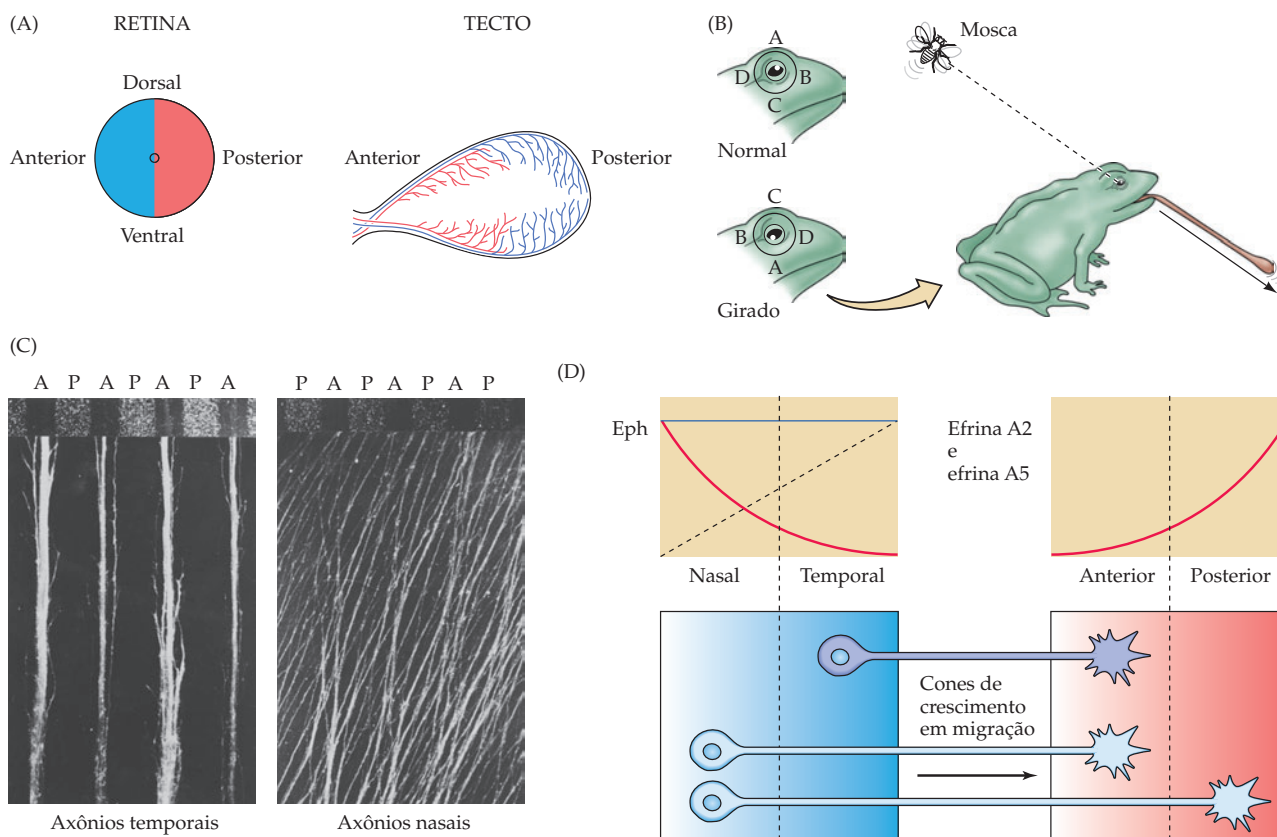 (A)
RETINA
TECTO
Dorsal
Anterior
Posterior
Ventral
Anterior
Posterior
(B)
A
D
B
C
Normal
C
B
D
A
Girado
Mosca
(C)
A P A P A P A
P A P A P A P
Axônios temporais
Axônios nasais
(D)
Eph
Efrina A2
e
efrina A5
Nasal
Temporal
Anterior
Posterior
Cones de
crescimento
em migração